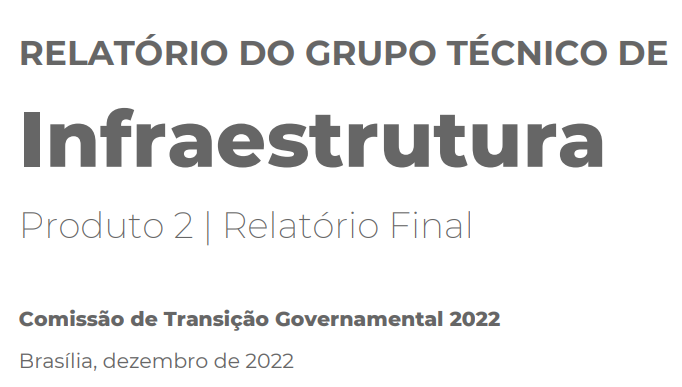 RELATÓRIO DO GRUPO TÉCNICO DE
Infraestrutura
Produto 2 | Relatório Final
Comissão de Transição Governamental 2022
Brasília, dezembro de 2022